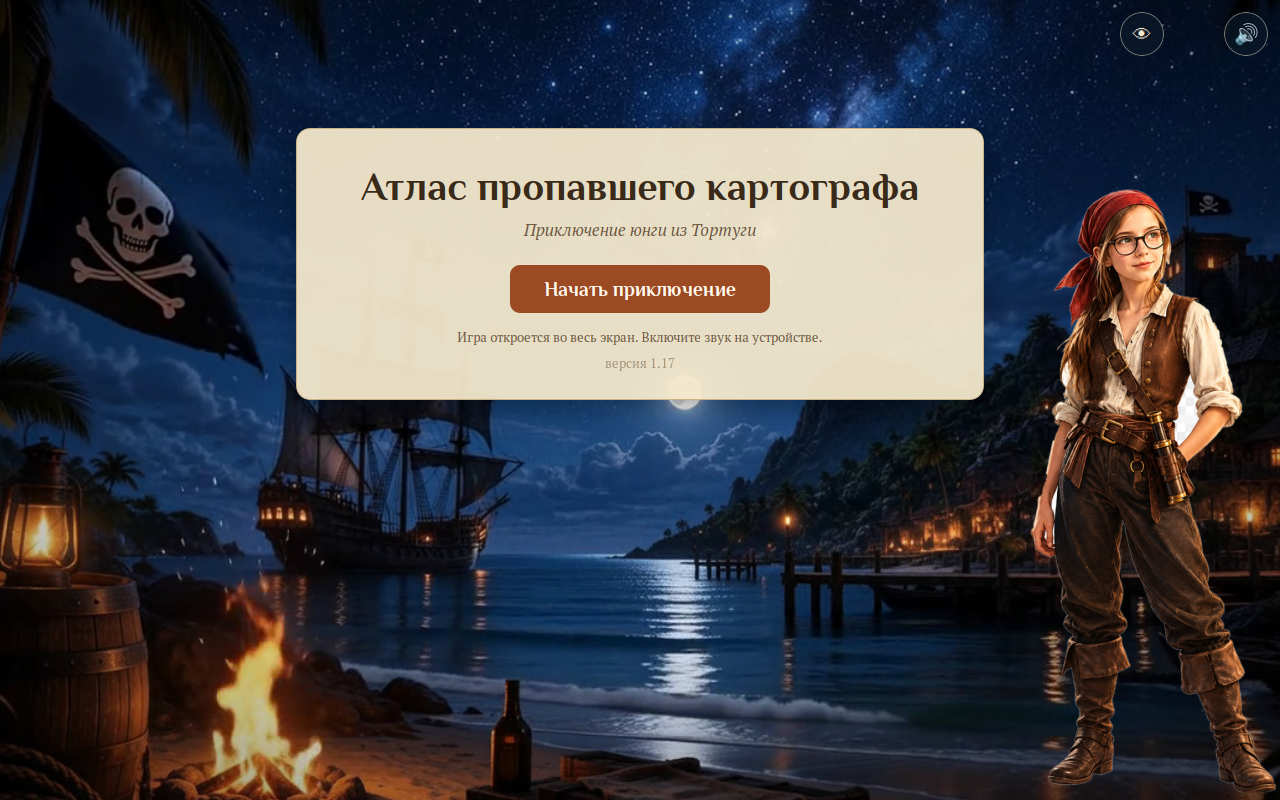 Атлас пропавшего картографа
Приключение юнги из Тортуги
Начать приключение
Игра откроется во весь экран. Включите звук на устройстве.
версия 1.17